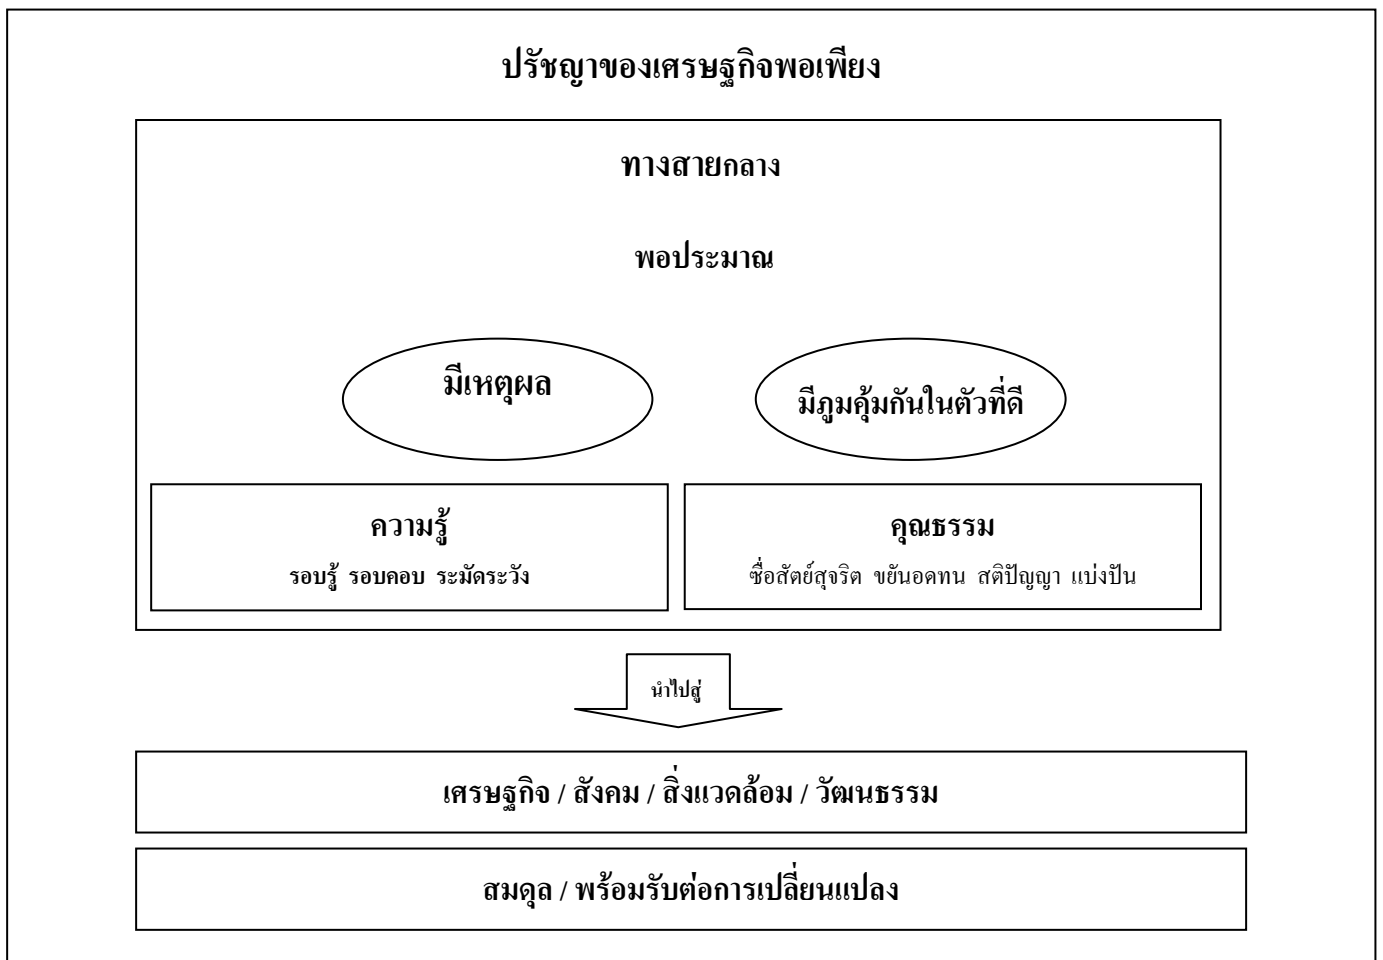 ปรัชญาของเศรษฐกิจพอเพียง
ทางสายกลาง
พอประมาณ
มีเหตุผล
มีภูมคุ้มกันในตัวที่ดี
ความรู้
รอบรู้ รอบคอบ ระมัดระวัง
คุณธรรม
ซื่อสัตย์สุจริต ขยันอดทน สติปัญญา แบ่งปัน
นำไปสู่
เศรษฐกิจ / สังคม / สิ่งแวดล้อม / วัฒนธรรม
สมดุล / พร้อมรับต่อการเปลี่ยนแปลง